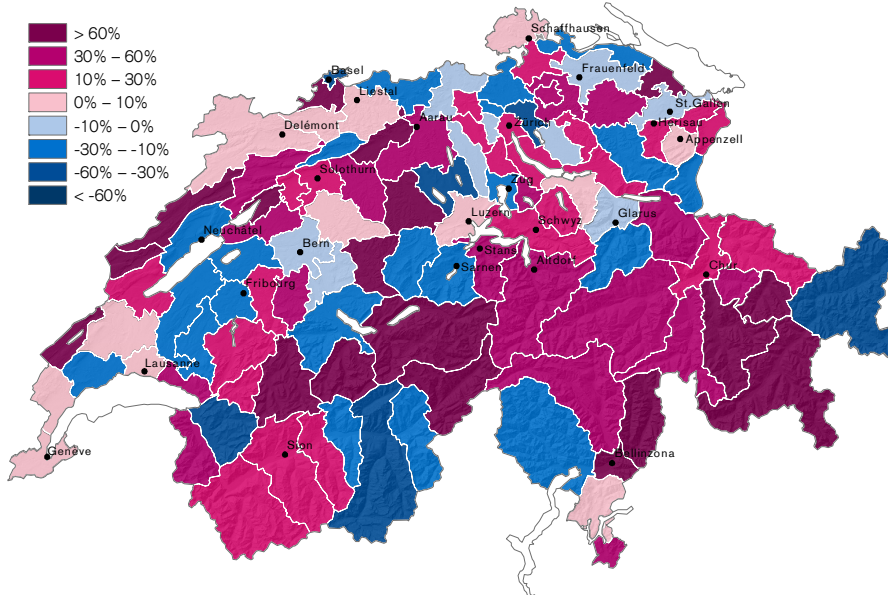 > 60%
30% – 60%
10% – 30%
0% – 10%
-10% – 0%
-30% – -10%
-60% – -30%
< -60%
Schaffhausen
Basel
Frauenfeld
Liestal
St.Gallen
Delémont
Aarau
Zürich
Herisau
Appenzell
Solothurn
Zug
Luzern
Glarus
Neuchâtel
Schwyz
Bern
Stans
Sarnen
Altdorf
Chur
Fribourg
Lausanne
Sion
Genève
Bellinzona